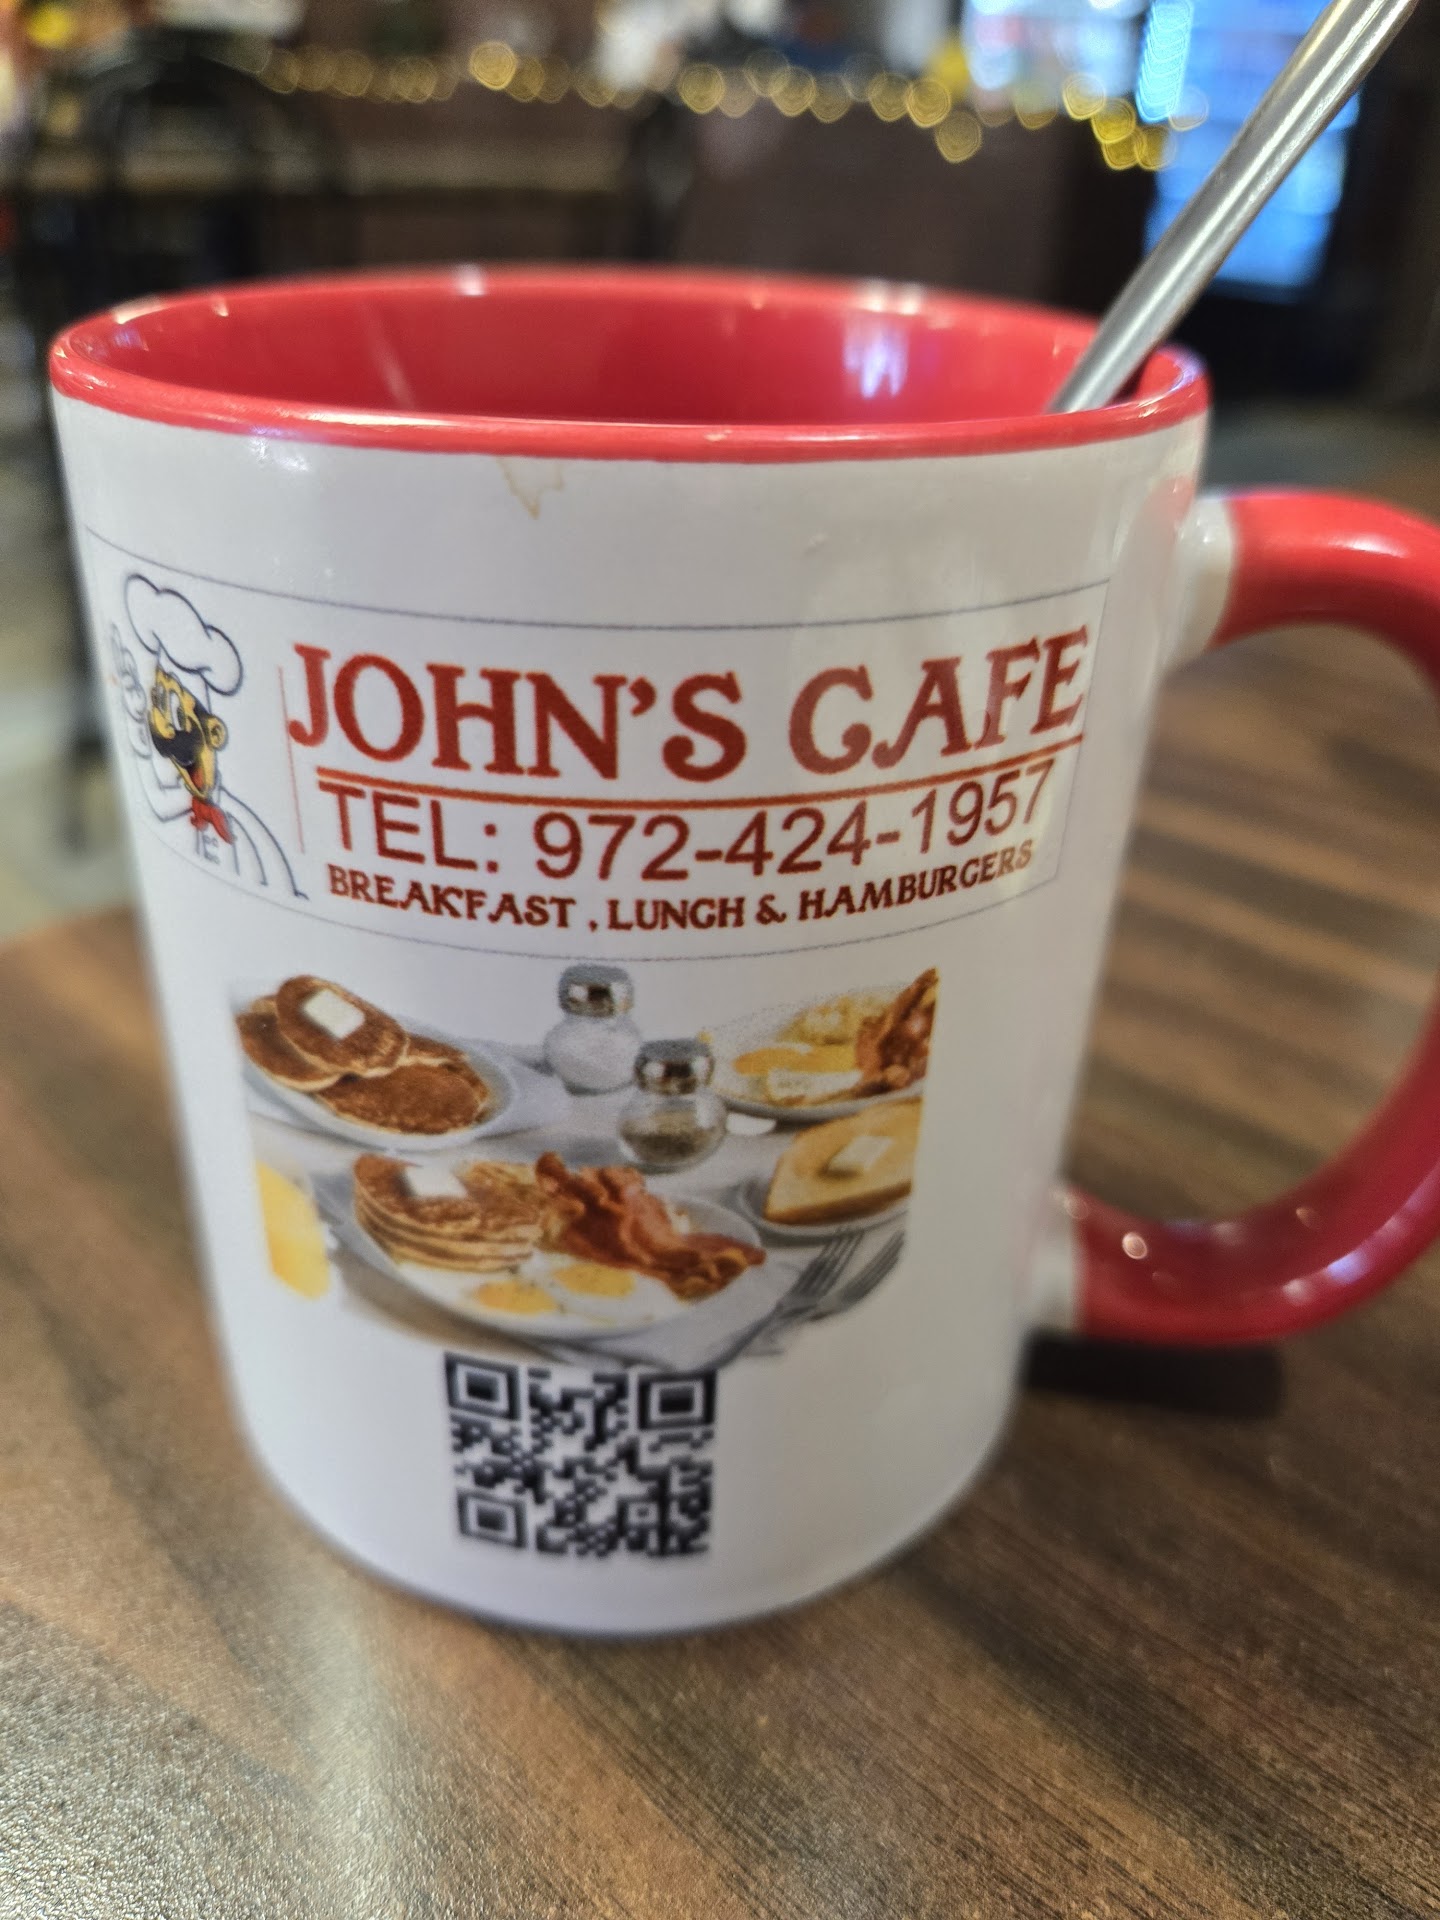 JOHN'S CAFE
TEL: 972-424-1957
BREAKFAST , LUNCH & HAMBURGERS